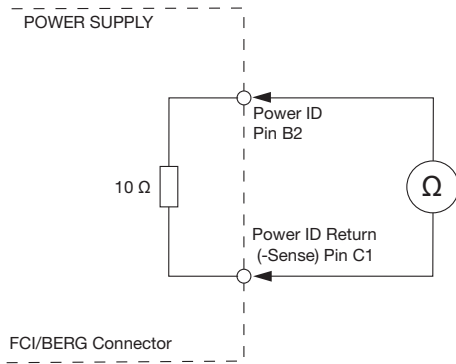 POWER SUPPLY
Power ID
Pin B2
10 Ω
Ω
Power ID Return
(-Sense) Pin C1
FCI/BERG Connector